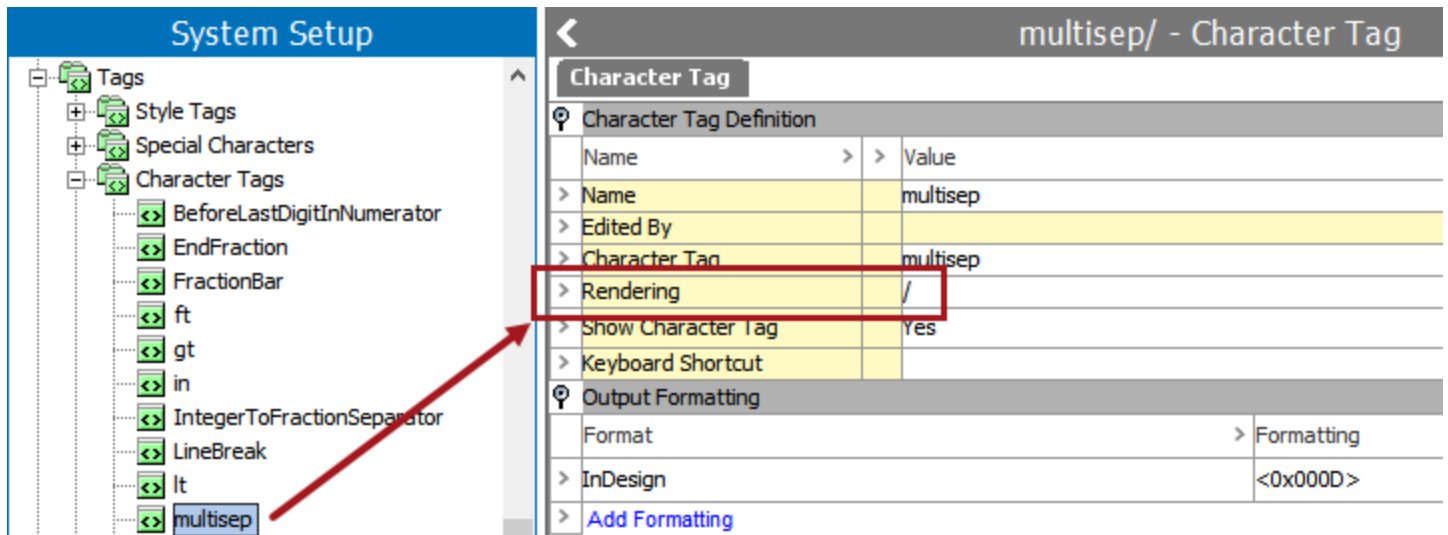 System Setup
Tags
Style Tags
Special Characters
Character Tags
BeforeLastDigitInNumerator
EndFraction
FractionBar
ft
gt
in
IntegerToFractionSeparator
LineBreak
lt
multisep
multisep/ - Character Tag
Character Tag
Character Tag Definition
Name > > Value
> Name multisep
> Edited By
> Character Tag multisep
> Rendering /
> Show Character Tag Yes
> Keyboard Shortcut
Output Formatting
Format > Formatting
> InDesign <0x000D>
> Add Formatting